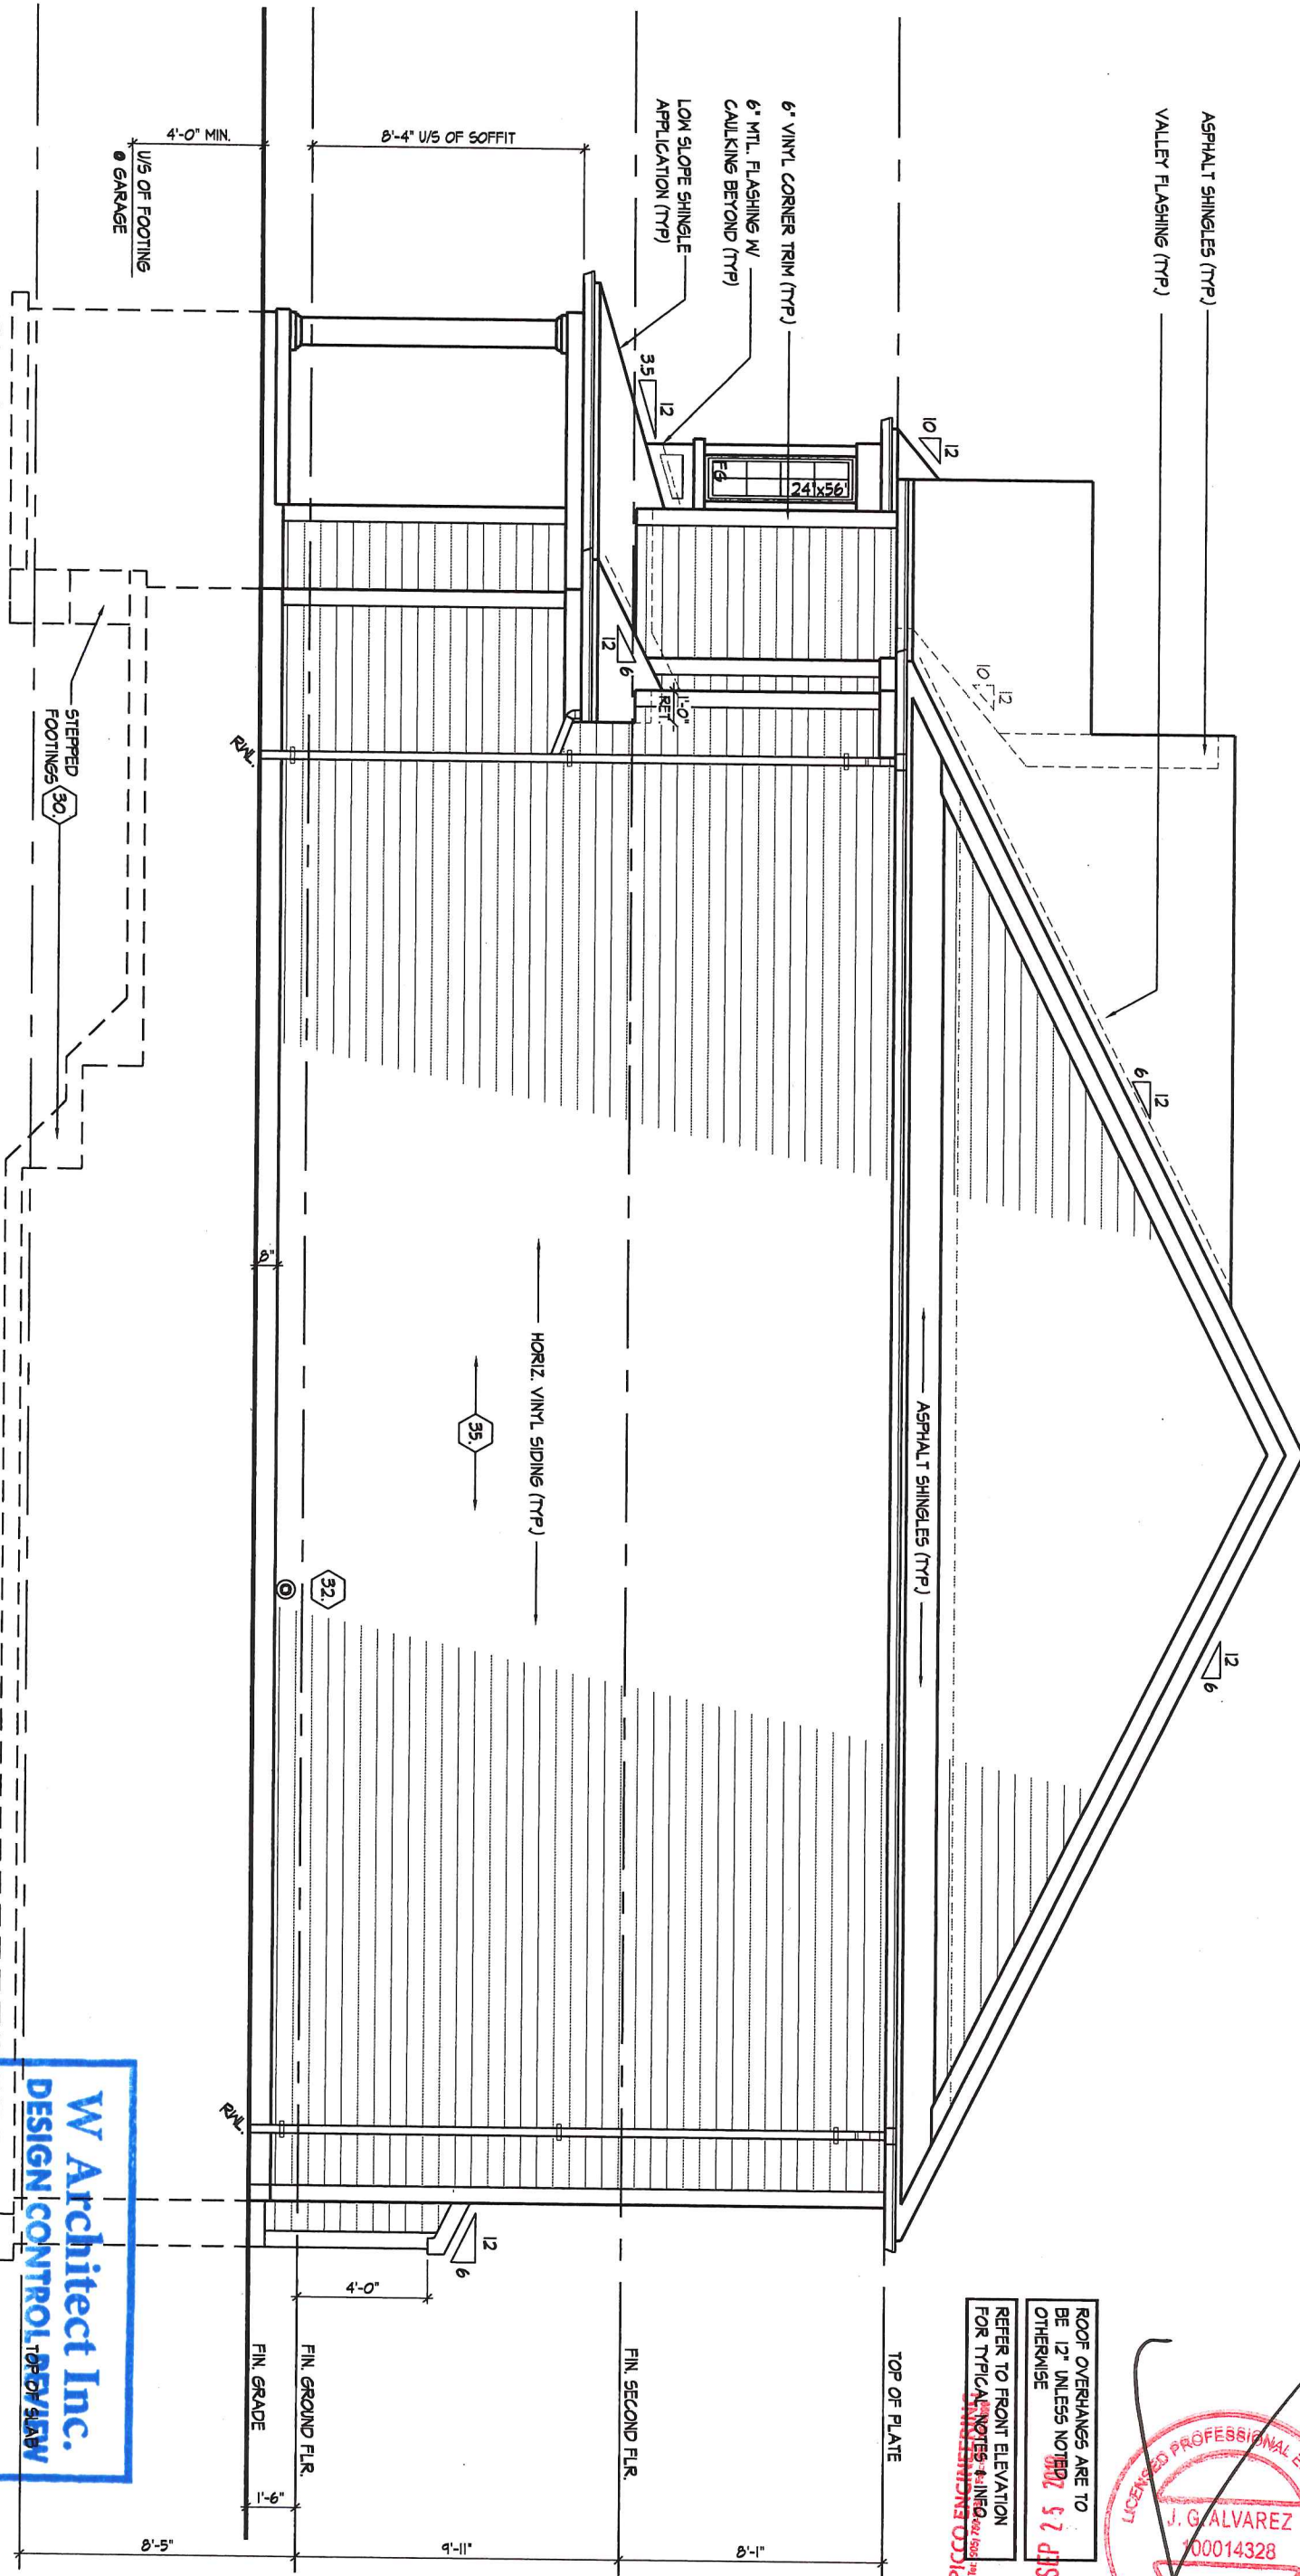 ASPHALT SHINGLES (TYP.)
VALLEY FLASHING (TYP.)
6" VINYL CORNER TRIM (TYP.)
6" MTL. FLASHING W/
CAULKING BEYOND (TYP)
LOW SLOPE SHINGLE
APPLICATION (TYP)
8'-4" U/S OF SOFFIT
4'-0" MIN.
U/S OF FOOTING
@ GARAGE
3.5
12
10
12
24"x56"
FG
12
6
1'-0"
RET.
10
12
6
12
12
6
ASPHALT SHINGLES (TYP.)
HORIZ. VINYL SIDING (TYP.)
35.
32.
8"
RWL.
STEPPED
FOOTINGS
30.
RWL.
12
6
4'-0"
TOP OF PLATE
FIN. SECOND FLR.
FIN. GROUND FLR.
FIN. GRADE
TOP OF SLAB
1'-6"
8'-5"
9'-11"
8'-1"
ROOF OVERHANGS ARE TO
BE 12" UNLESS NOTED
OTHERWISE
REFER TO FRONT ELEVATION
FOR TYPICAL NOTES & INFO
W Architect Inc.
DESIGN CONTROL REVIEW
LICENSED PROFESSIONAL
J. G. ALVAREZ
100014328